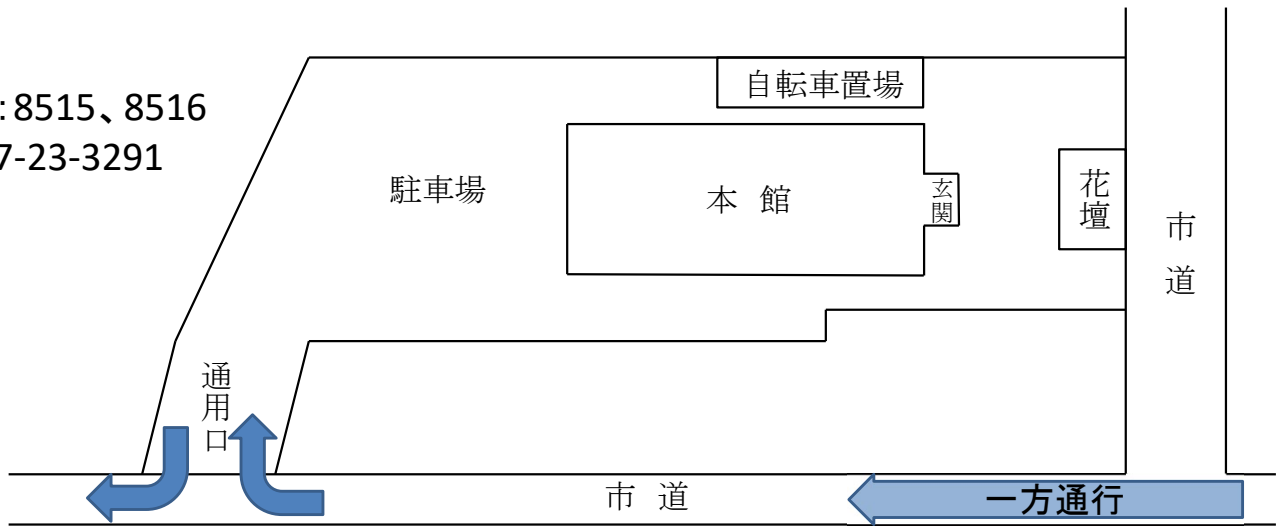 自転車置場
: 8515、8516
7-23-3291
駐車場
本 館
玄関
花壇
市道
通用口
市 道
一方通行